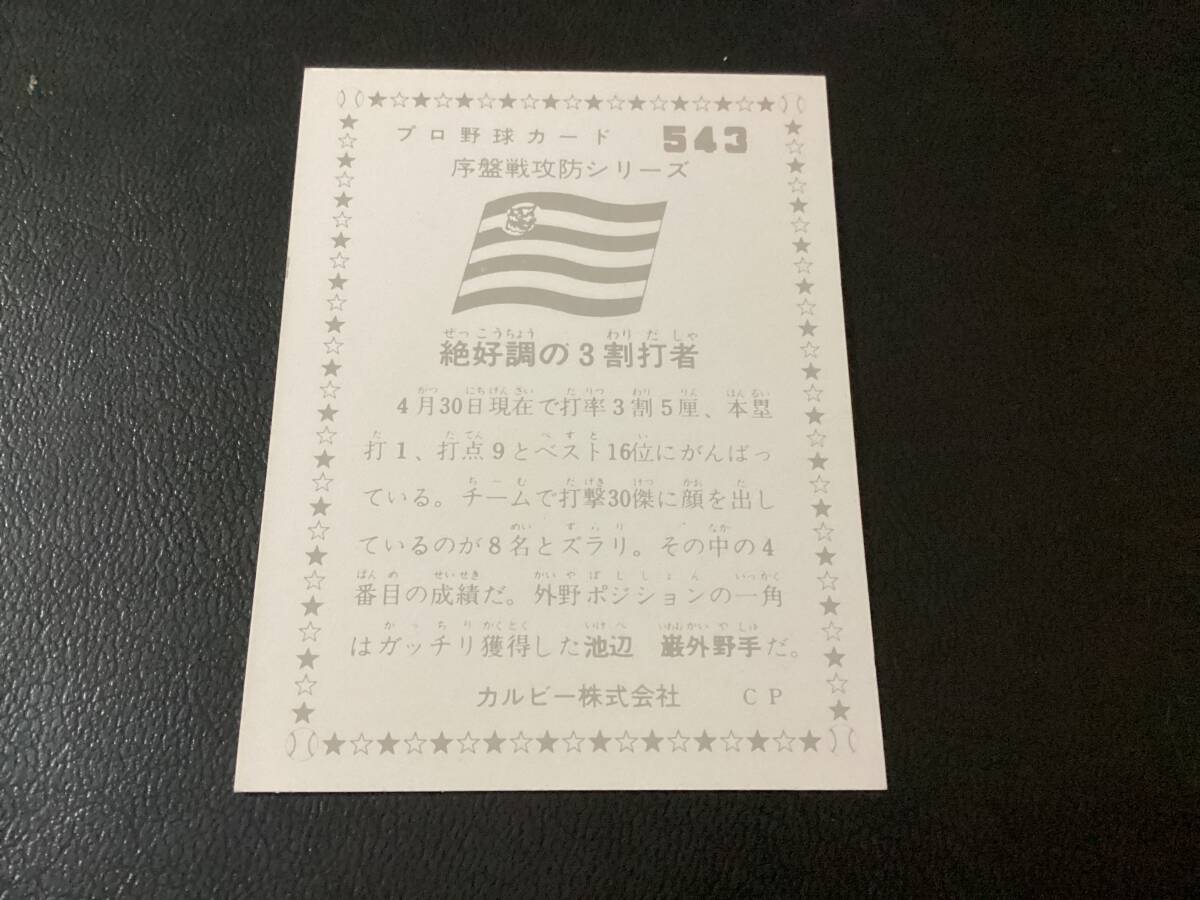 プロ野球カード 543
序盤戦攻防シリーズ
ぜっこうちょう わりだしゃ
絶好調の3割打者
がつ にちげんざい だりつ わり りん ほんるい
4月30日現在で打率3割5厘、本塁
だ だてん べすと い
打1、打点9とベスト16位にがんばっ
ちーむ だげき けつ かお だ
ている。チームで打撃30傑に顔を出し
めい ずらり なか
ているのが8名とズラリ。その中の4
ばんめ せいせき がいやぽじしょん いっかく
番目の成績だ。外野ポジションの一角
がっちり かくとく いけべ いわおがいやしゅ
はガッチリ獲得した池辺 巌外野手だ。
カルビー株式会社 CP